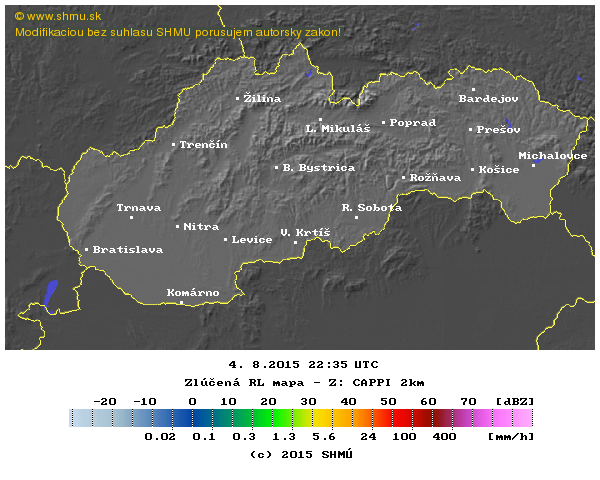 © www.shmu.sk
Modifikaciou bez suhlasu SHMU porusujem autorsky zakon!
Žilina
Bardejov
L. Mikuláš
Poprad
Prešov
Trenčín
Michalovce
B. Bystrica
Rožňava
Košice
Trnava
R. Sobota
Nitra
V. Krtíš
Levice
Bratislava
Komárno
4. 8.2015 22:35 UTC
Zlúčená RL mapa - Z: CAPPI 2km
-20 -10 0 10 20 30 40 50 60 70 [dBZ]
0.02 0.1 0.3 1.3 5.6 24 100 400 [mm/h]
(c) 2015 SHMÚ